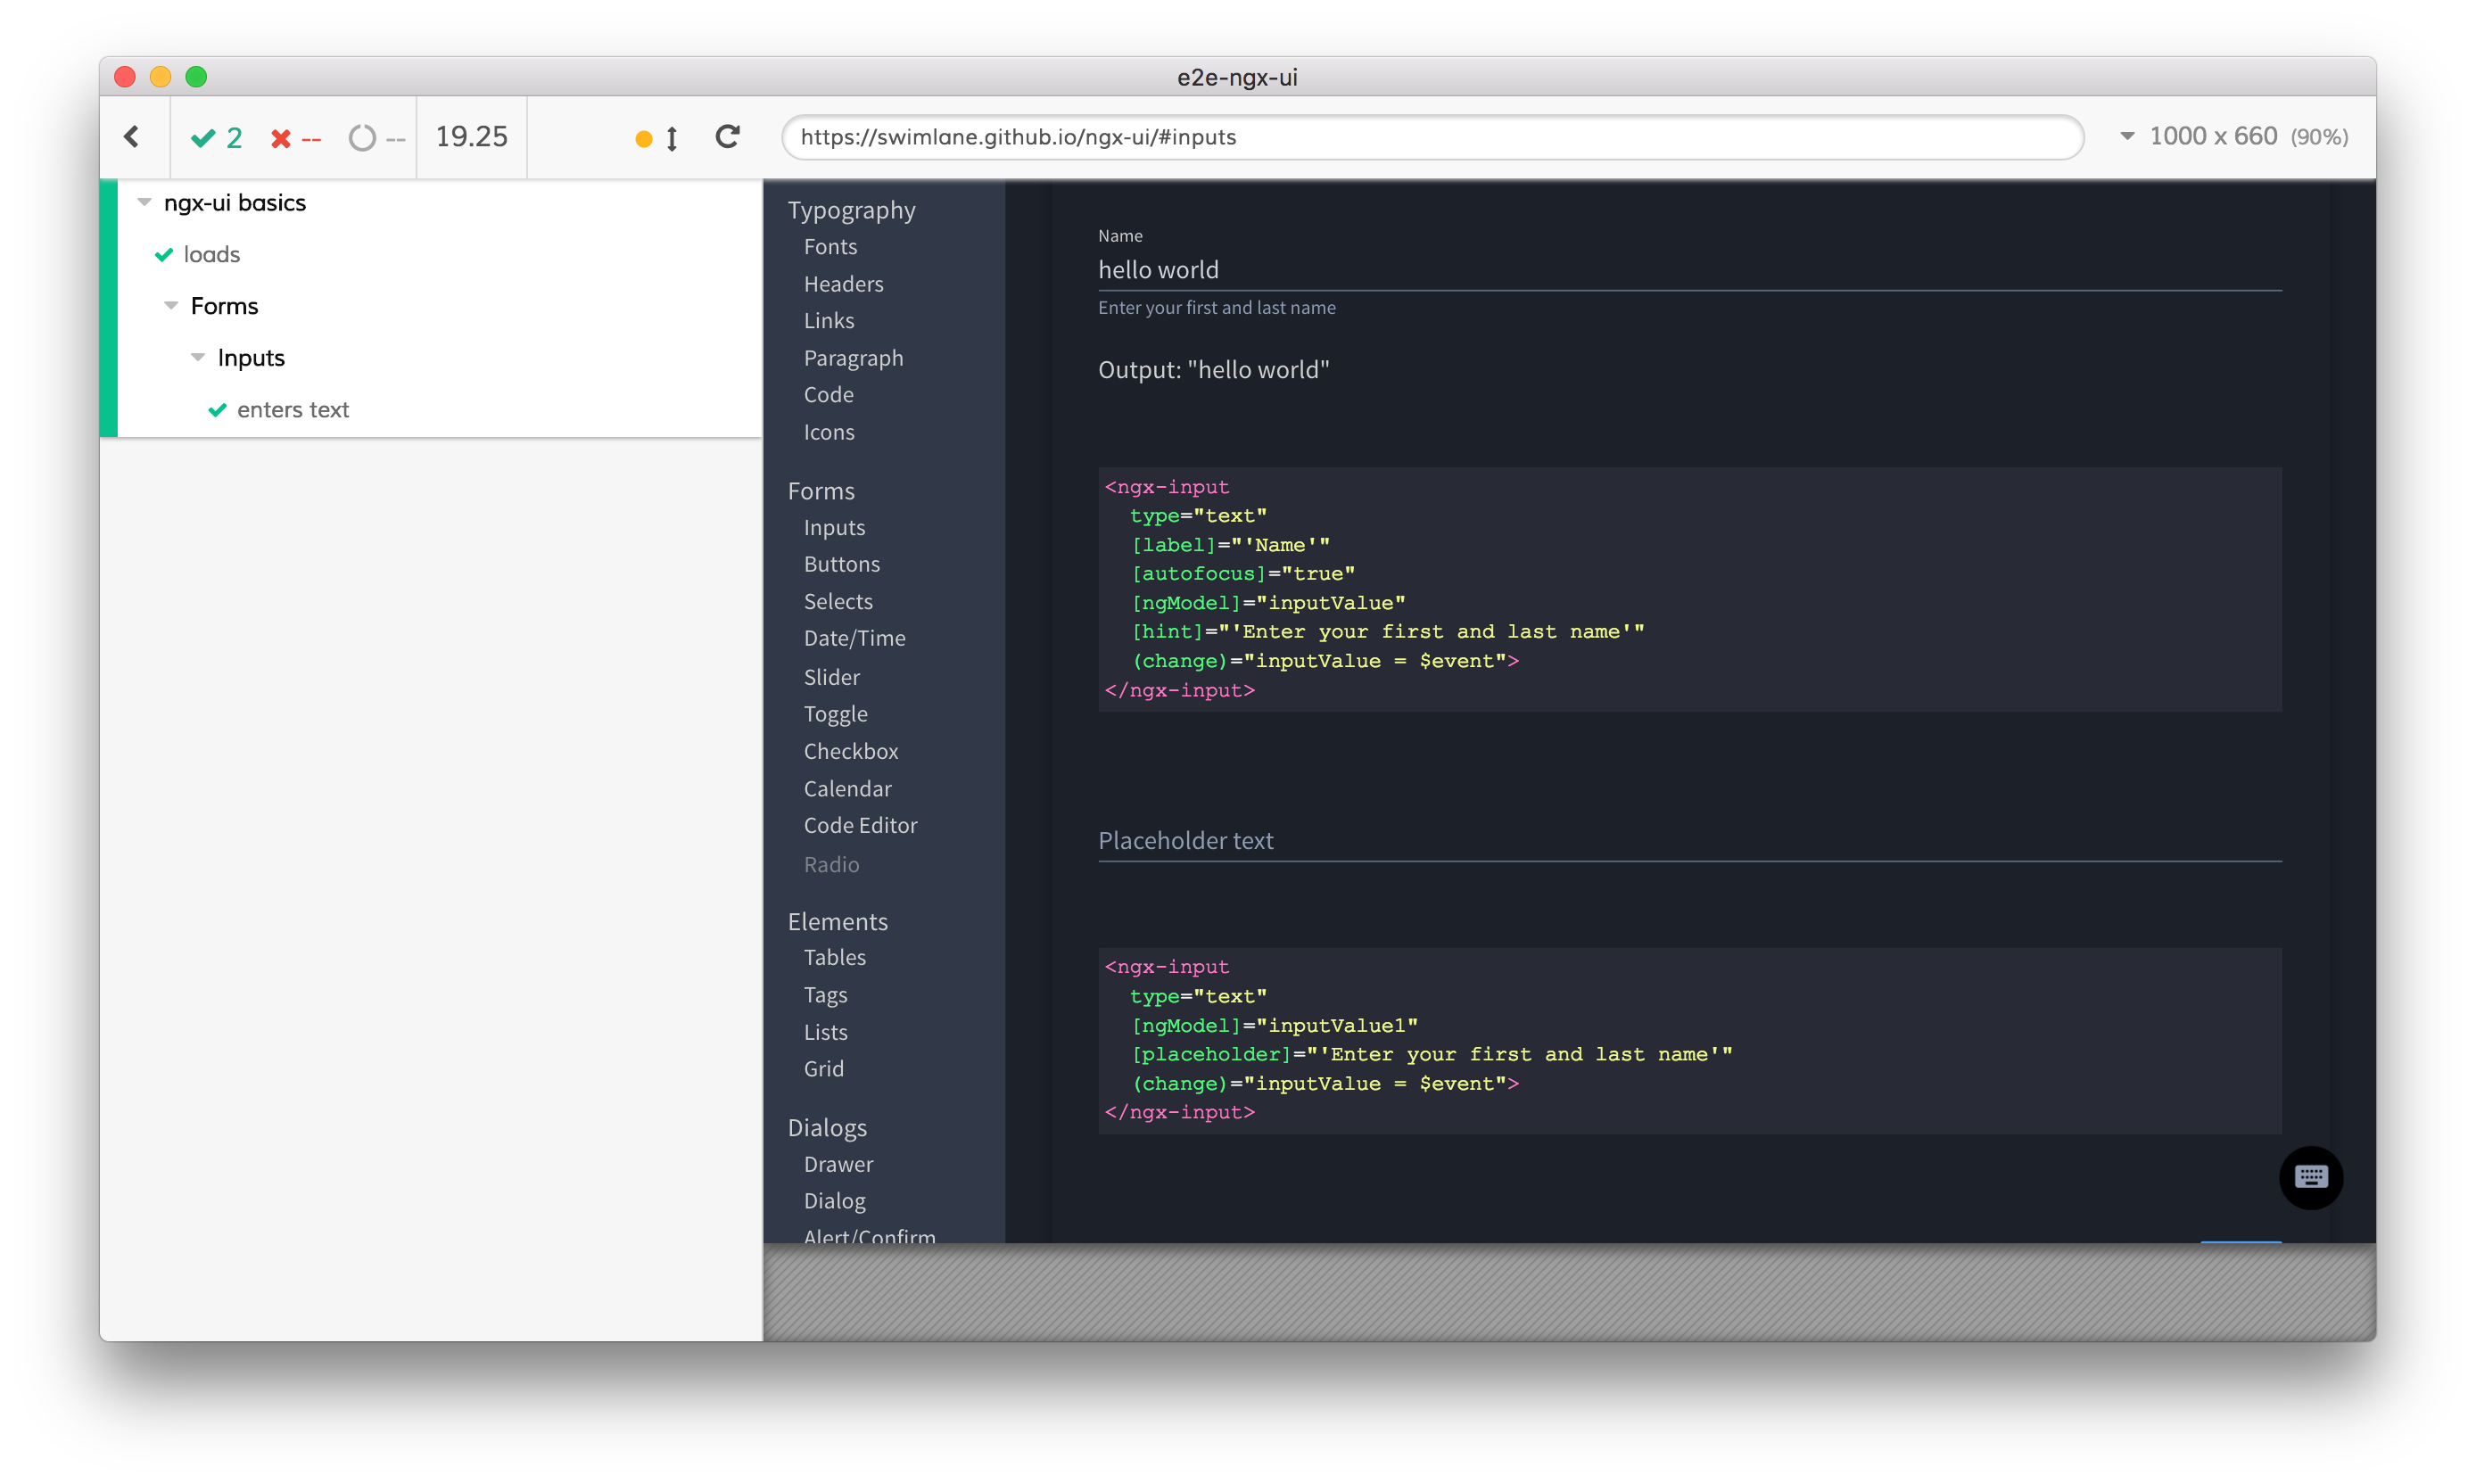 e2e-ngx-ui
2 -- -- 19.25 https://swimlane.github.io/ngx-ui/#inputs 1000 x 660 (90%)
ngx-ui basics
loads
Forms
Inputs
enters text
Typography
Fonts
Headers
Links
Paragraph
Code
Icons
Forms
Inputs
Buttons
Selects
Date/Time
Slider
Toggle
Checkbox
Calendar
Code Editor
Radio
Elements
Tables
Tags
Lists
Grid
Dialogs
Drawer
Dialog
Alert/Confirm
Name
hello world
Enter your first and last name
Output: "hello world"
<ngx-input
  type="text"
  [label]="'Name'"
  [autofocus]="true"
  [ngModel]="inputValue"
  [hint]="'Enter your first and last name'"
  (change)="inputValue = $event">
</ngx-input>
Placeholder text
<ngx-input
  type="text"
  [ngModel]="inputValue1"
  [placeholder]="'Enter your first and last name'"
  (change)="inputValue = $event">
</ngx-input>